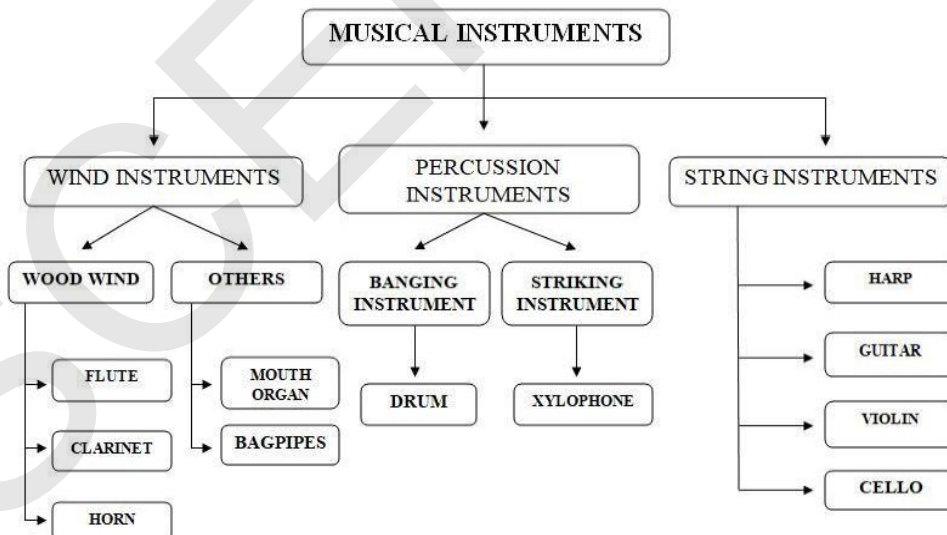 MUSICAL INSTRUMENTS
WIND INSTRUMENTS
PERCUSSION
INSTRUMENTS
STRING INSTRUMENTS
WOOD WIND
OTHERS
BANGING
INSTRUMENT
STRIKING
INSTRUMENT
HARP
FLUTE
MOUTH
ORGAN
DRUM
XYLOPHONE
GUITAR
CLARINET
BAGPIPES
VIOLIN
HORN
CELLO